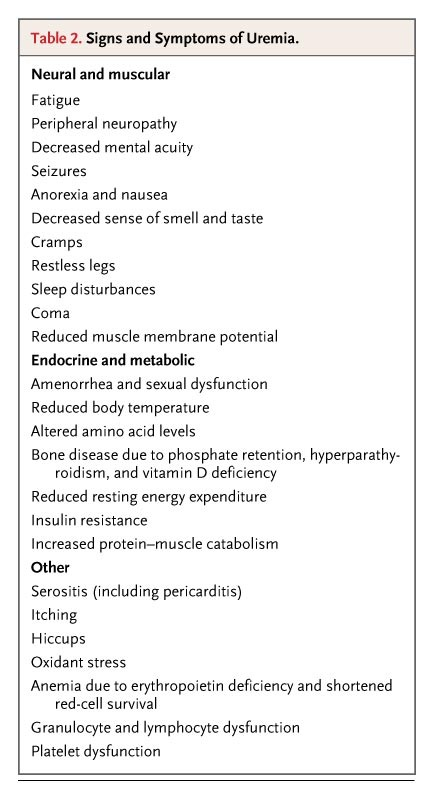 Table 2. Signs and Symptoms of Uremia.
Neural and muscular
Fatigue
Peripheral neuropathy
Decreased mental acuity
Seizures
Anorexia and nausea
Decreased sense of smell and taste
Cramps
Restless legs
Sleep disturbances
Coma
Reduced muscle membrane potential
Endocrine and metabolic
Amenorrhea and sexual dysfunction
Reduced body temperature
Altered amino acid levels
Bone disease due to phosphate retention, hyperparathy-
roidism, and vitamin D deficiency
Reduced resting energy expenditure
Insulin resistance
Increased protein–muscle catabolism
Other
Serositis (including pericarditis)
Itching
Hiccups
Oxidant stress
Anemia due to erythropoietin deficiency and shortened
red-cell survival
Granulocyte and lymphocyte dysfunction
Platelet dysfunction